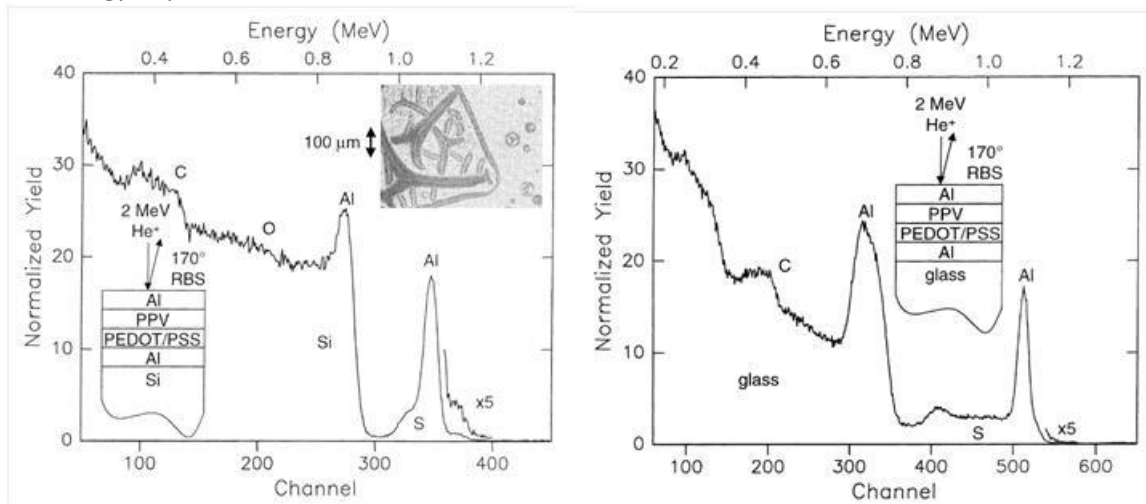 Energy (MeV)
0.4 0.6 0.8 1.0 1.2
40
30
20
10
0
Normalized Yield
C
2 MeV
He⁺
170°
RBS
O
100 µm
Al
Al
Si
S
x5
Al
PPV
PEDOT/PSS
Al
Si
100 200 300 400
Channel
Energy (MeV)
0.2 0.4 0.6 0.8 1.0 1.2
40
30
20
10
0
Normalized Yield
2 MeV
He⁺
170°
RBS
Al
PPV
PEDOT/PSS
Al
glass
Al
C
Al
glass
S
x5
100 200 300 400 500 600
Channel